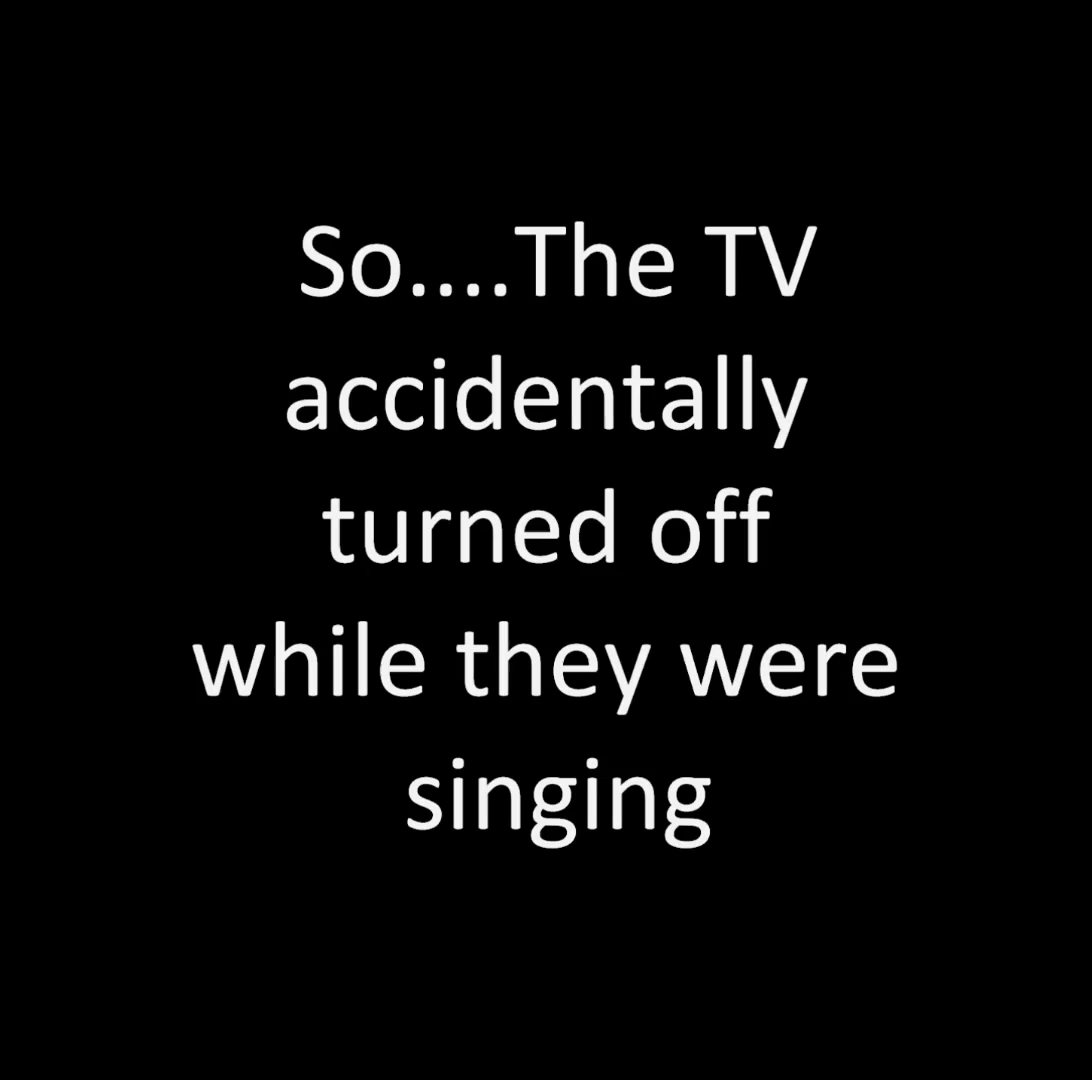 So....The TV
accidentally
turned off
while they were
singing